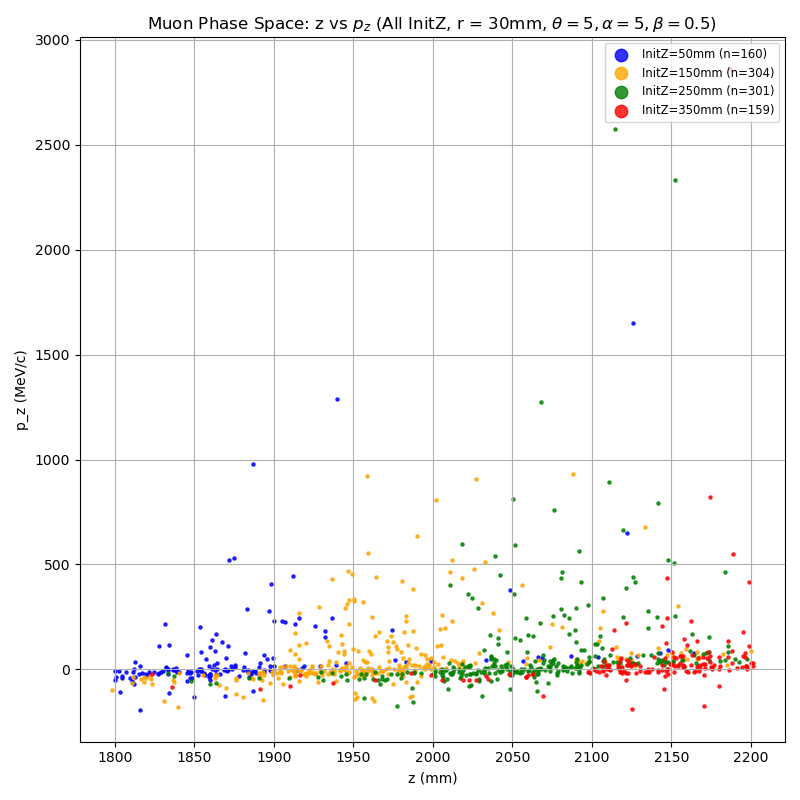 Muon Phase Space: z vs p_z (All InitZ, r = 30mm, θ = 5, α = 5, β = 0.5)
InitZ=50mm (n=160)
InitZ=150mm (n=304)
InitZ=250mm (n=301)
InitZ=350mm (n=159)
3000
2500
2000
1500
1000
500
0
p_z (MeV/c)
1800 1850 1900 1950 2000 2050 2100 2150 2200
z (mm)